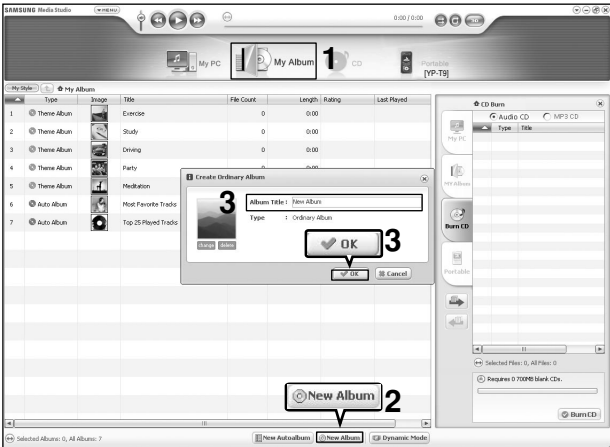 SAMSUNG Media Studio
MENU
0:00 / 0:00
My PC
My Album
1
CD
Portable
[YP-T9]
My Style
My Album
Type Image Title File Count Length Rating Last Played
1 Theme Album Exercise 0 0:00
2 Theme Album Study 0 0:00
3 Theme Album Driving 0 0:00
4 Theme Album Party 0 0:00
5 Theme Album Meditation
6 Auto Album Most Favorite Tracks
7 Auto Album Top 25 Played Tracks
Create Ordinary Album
3
Album Title : New Album
Type : Ordinary Album
change delete
OK
3
OK Cancel
New Album
2
Selected Albums: 0, All Albums: 7
New Autoalbum New Album Dynamic Mode
CD Burn
Audio CD MP3 CD
Type Title
My PC
My Album
Burn CD
Portable
Selected Files: 0, All Files: 0
Requires 0 700MB blank CDs.
Burn CD